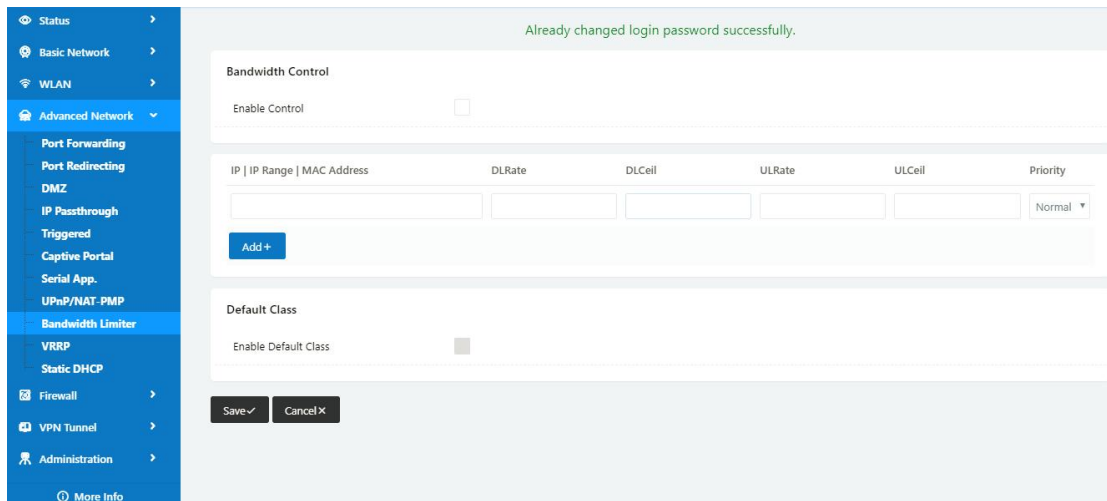 Status
Basic Network
WLAN
Advanced Network
Port Forwarding
Port Redirecting
DMZ
IP Passthrough
Triggered
Captive Portal
Serial App.
UPnP/NAT-PMP
Bandwidth Limiter
VRRP
Static DHCP
Firewall
VPN Tunnel
Administration
More Info
Already changed login password successfully.
Bandwidth Control
Enable Control
IP | IP Range | MAC Address DLRate DLCeil ULRate ULCeil Priority
Normal
Add+
Default Class
Enable Default Class
Save Cancel